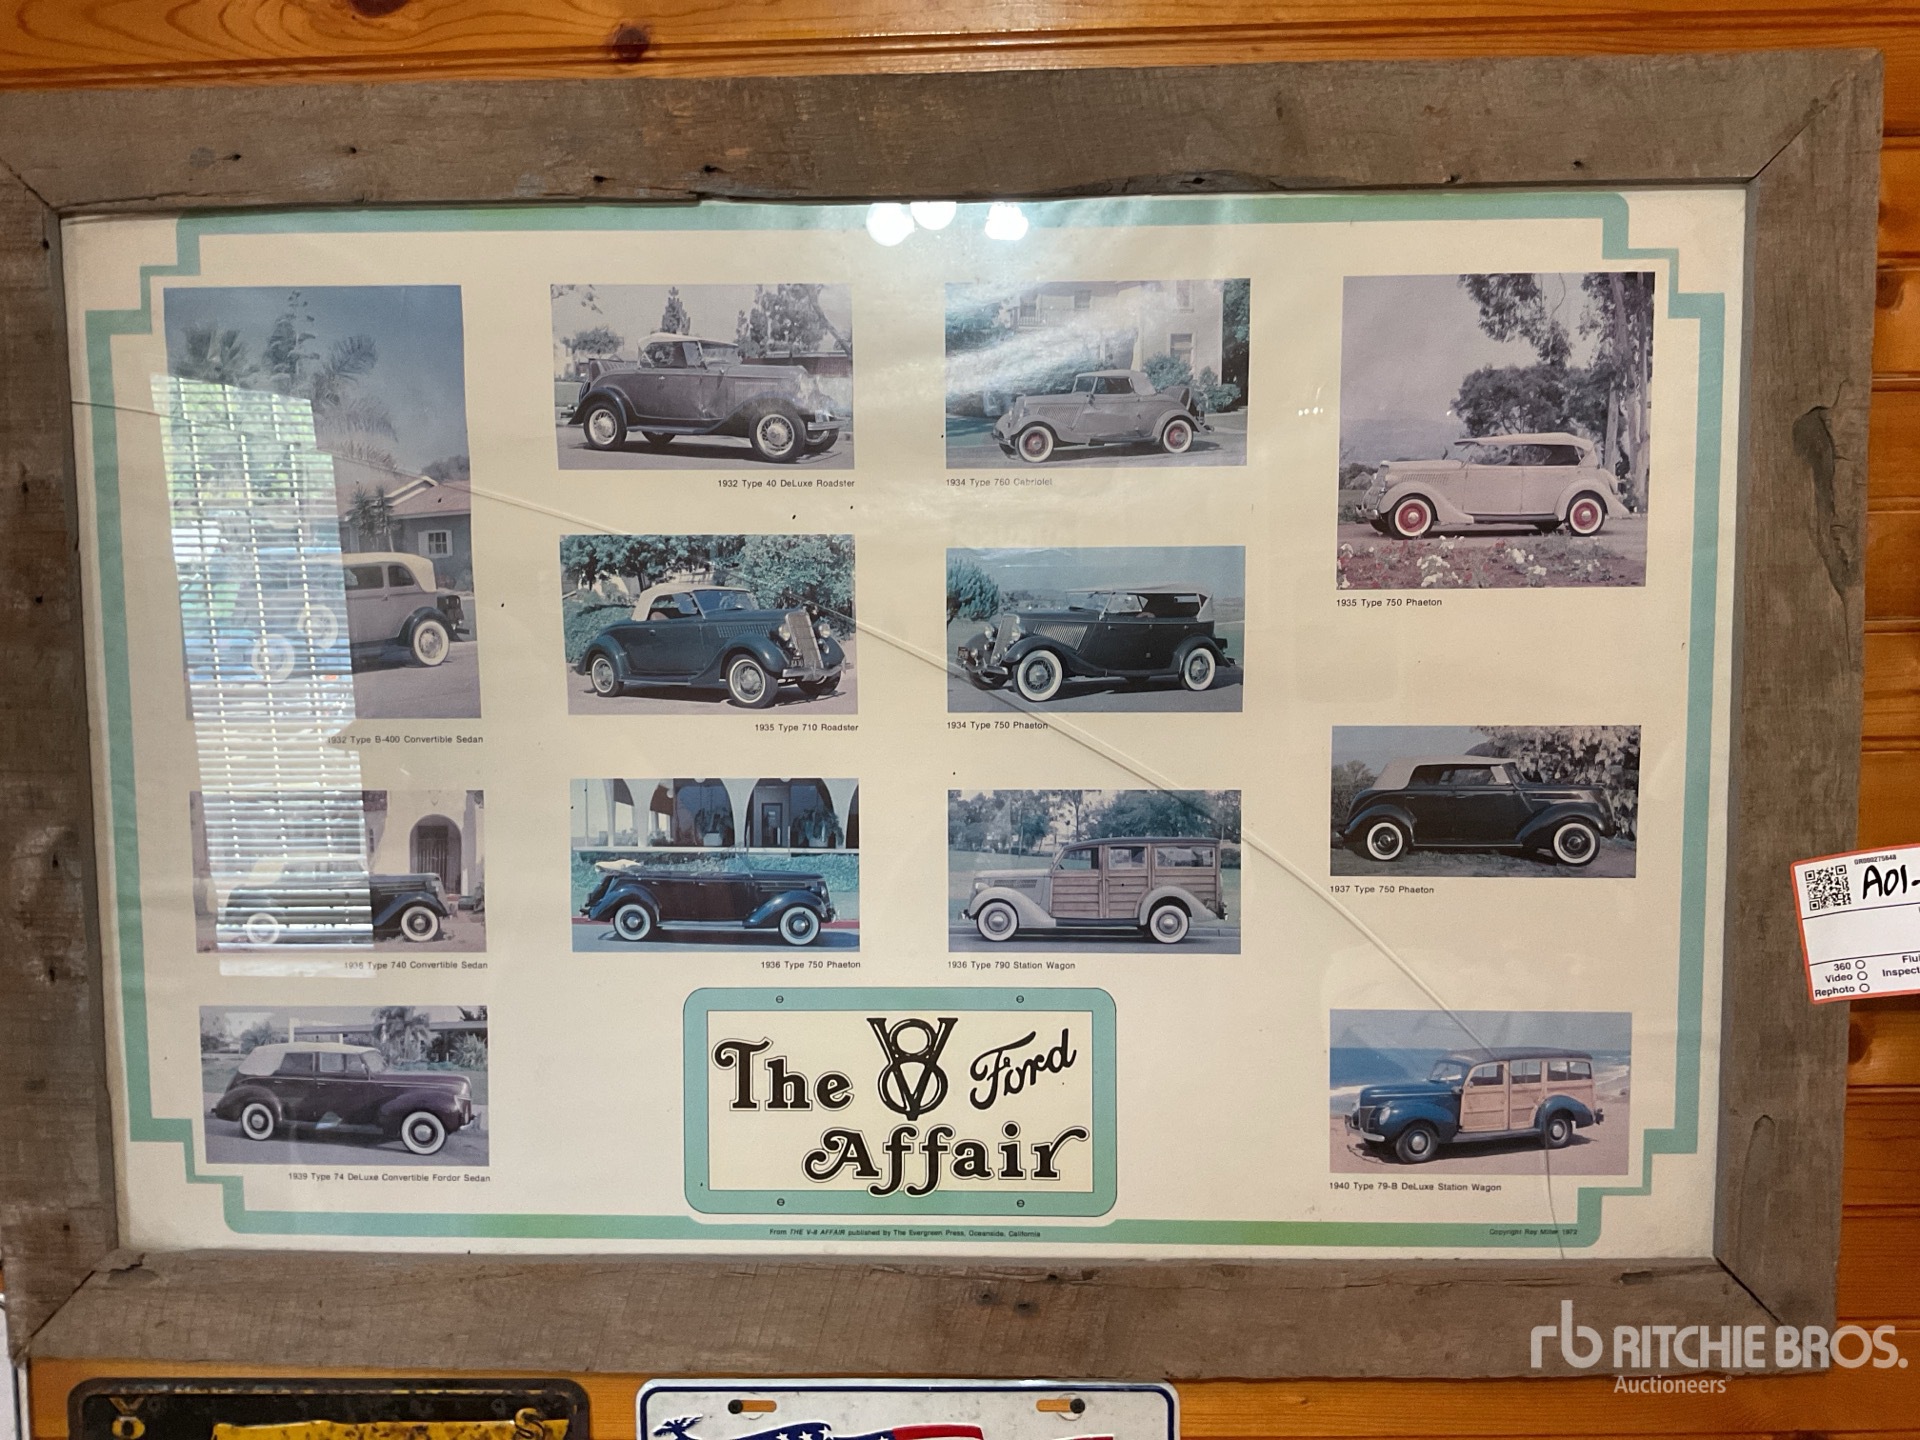 1932 Type B-400 Convertible Sedan
1932 Type 40 DeLuxe Roadster
1934 Type 760 Cabriolet
1935 Type 750 Phaeton
1935 Type 710 Roadster
1934 Type 750 Phaeton
1936 Type 740 Convertible Sedan
1936 Type 750 Phaeton
1936 Type 790 Station Wagon
1937 Type 750 Phaeton
1939 Type 74 DeLuxe Convertible Fordor Sedan
The V8 Ford
Affair
1940 Type 79-B DeLuxe Station Wagon
From THE V-8 AFFAIR published by The Evergreen Press, Oceanside, California
Copyright Ray Miller 1972
A01-
360
Video
Rephoto
Inspect
rb RITCHIE BROS.
Auctioneers